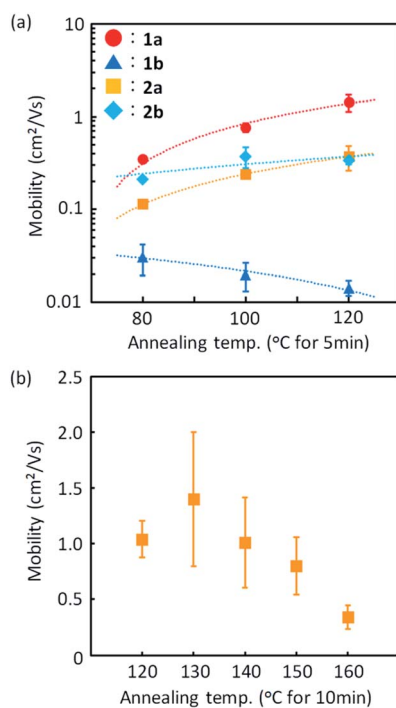 (a)
: 1a
: 1b
: 2a
: 2b
10
1
0.1
0.01
Mobility (cm²/Vs)
80 100 120
Annealing temp. (°C for 5min)
(b)
2.5
2.0
1.5
1.0
0.5
0
Mobility (cm²/Vs)
120 130 140 150 160
Annealing temp. (°C for 10min)